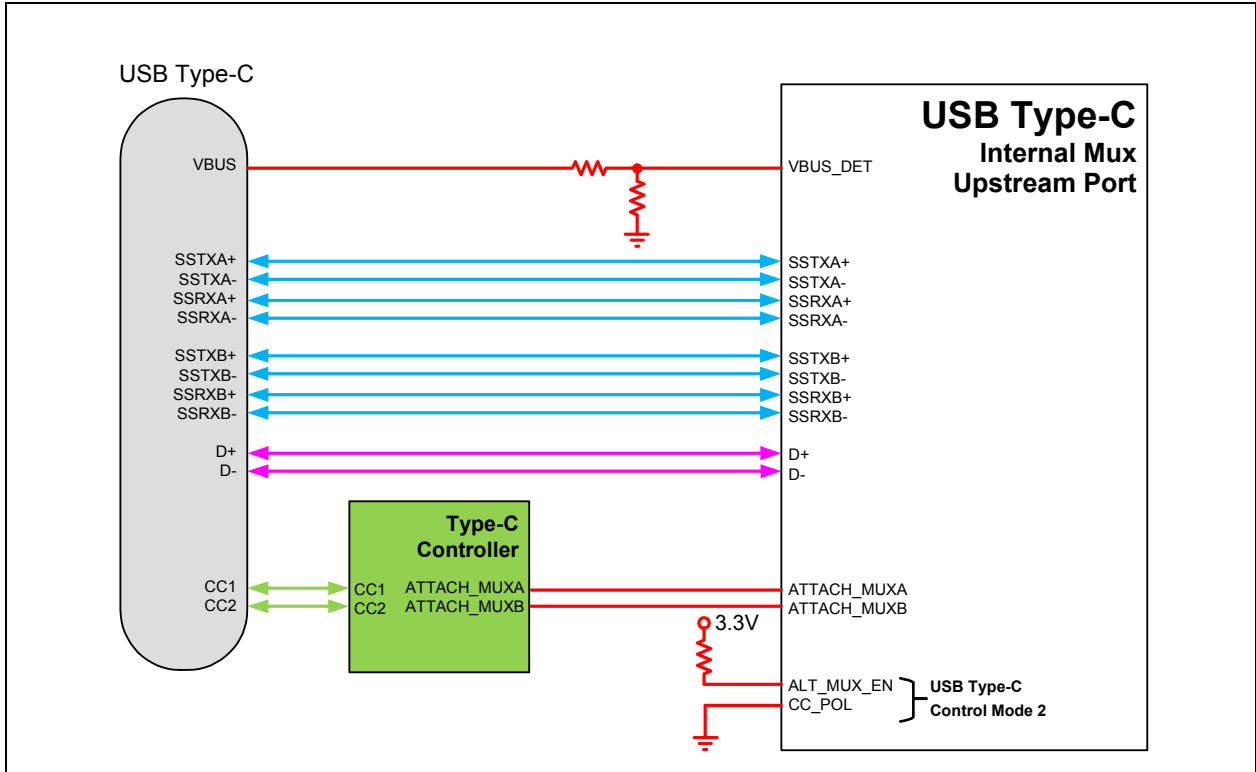 USB Type-C
VBUS
SSTXA+
SSTXA-
SSRXA+
SSRXA-
SSTXB+
SSTXB-
SSRXB+
SSRXB-
D+
D-
CC1
CC2
Type-C
Controller
CC1 ATTACH_MUXA
CC2 ATTACH_MUXB
USB Type-C
Internal Mux
Upstream Port
VBUS_DET
SSTXA+
SSTXA-
SSRXA+
SSRXA-
SSTXB+
SSTXB-
SSRXB+
SSRXB-
D+
D-
ATTACH_MUXA
ATTACH_MUXB
3.3V
ALT_MUX_EN
CC_POL
USB Type-C
Control Mode 2